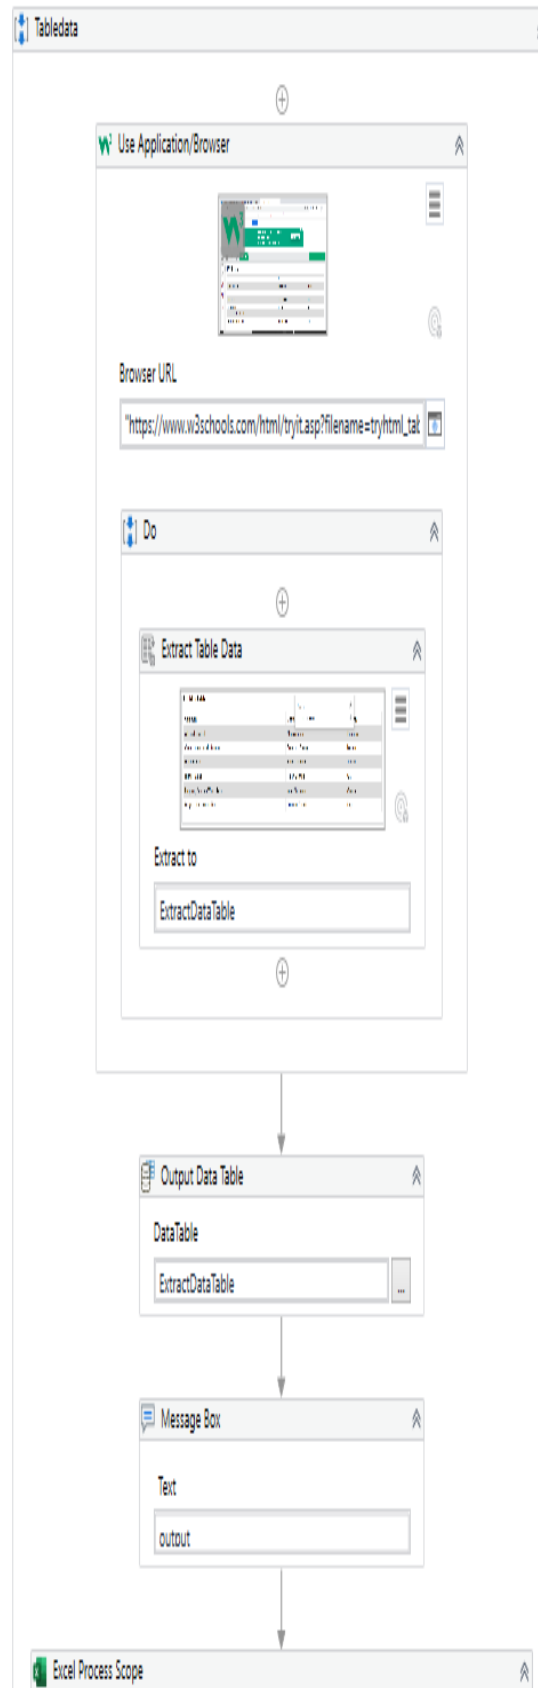 Tabledata
Use Application/Browser
Browser URL
"https://www.w3schools.com/html/tryit.asp?filename=tryhtml_tab
Do
Extract Table Data
Extract to
ExtractDataTable
Output Data Table
DataTable
ExtractDataTable
...
Message Box
Text
output
Excel Process Scope